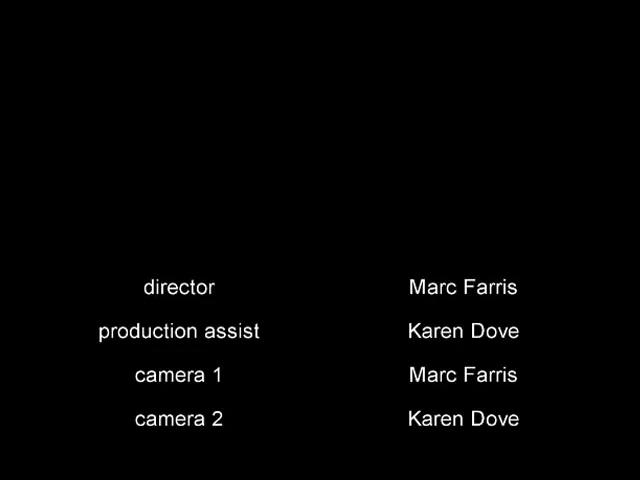 director Marc Farris
production assist Karen Dove
camera 1 Marc Farris
camera 2 Karen Dove